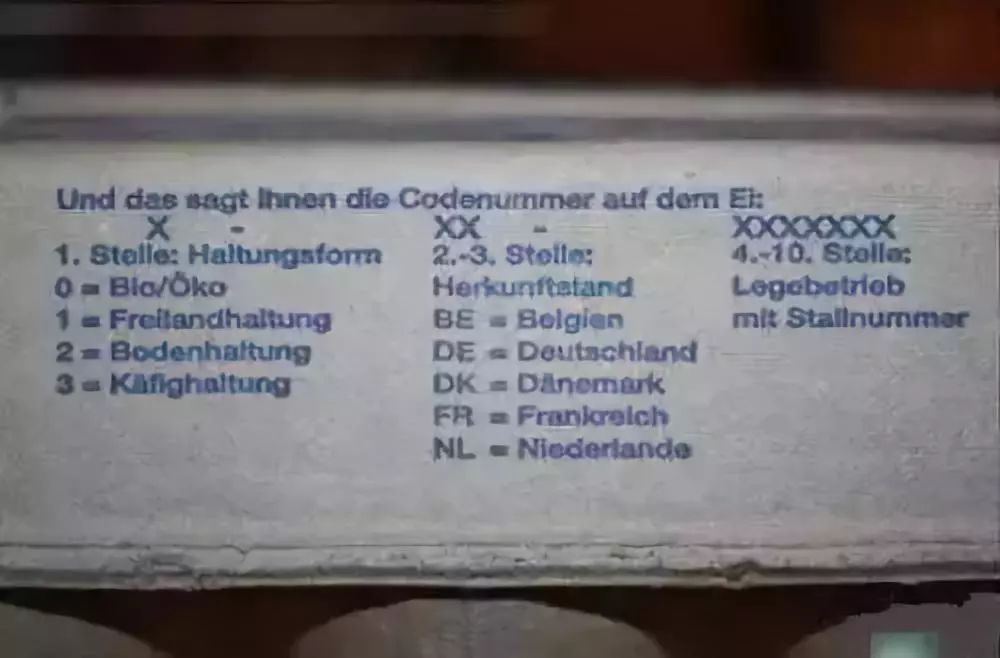 Und das sagt Ihnen die Codenummer auf dem Ei:
X - XX - XXXXXXX
1. Stelle: Haltungsform
0 = Bio/Öko
1 = Freilandhaltung
2 = Bodenhaltung
3 = Käfighaltung
2.-3. Stelle:
Herkunftsland
BE = Belgien
DE = Deutschland
DK = Dänemark
FR = Frankreich
NL = Niederlande
4.-10. Stelle:
Legebetrieb
mit Stallnummer